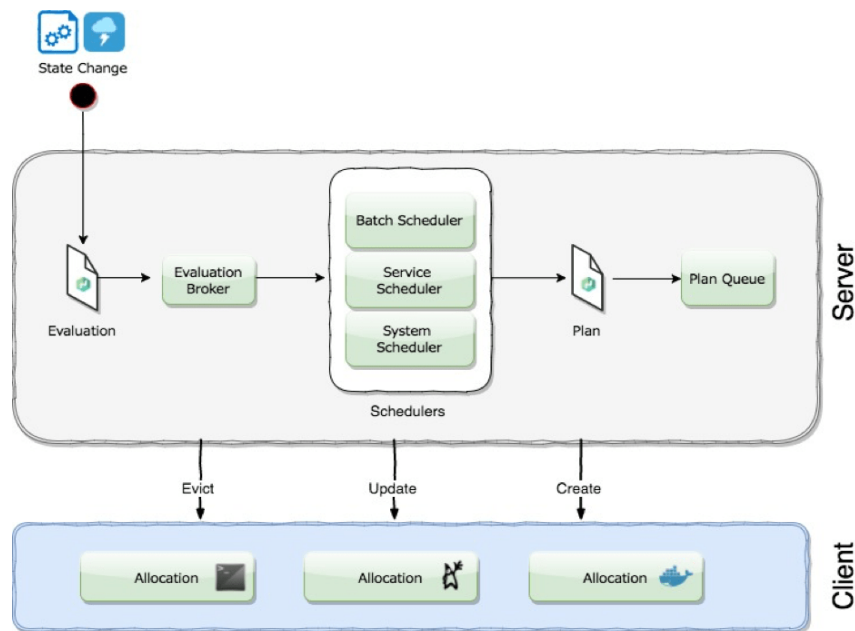 State Change
Batch Scheduler
Evaluation
Broker
Service
Scheduler
Plan Queue
System
Scheduler
Evaluation
Plan
Schedulers
Server
Evict
Update
Create
Allocation
Allocation
Allocation
Client